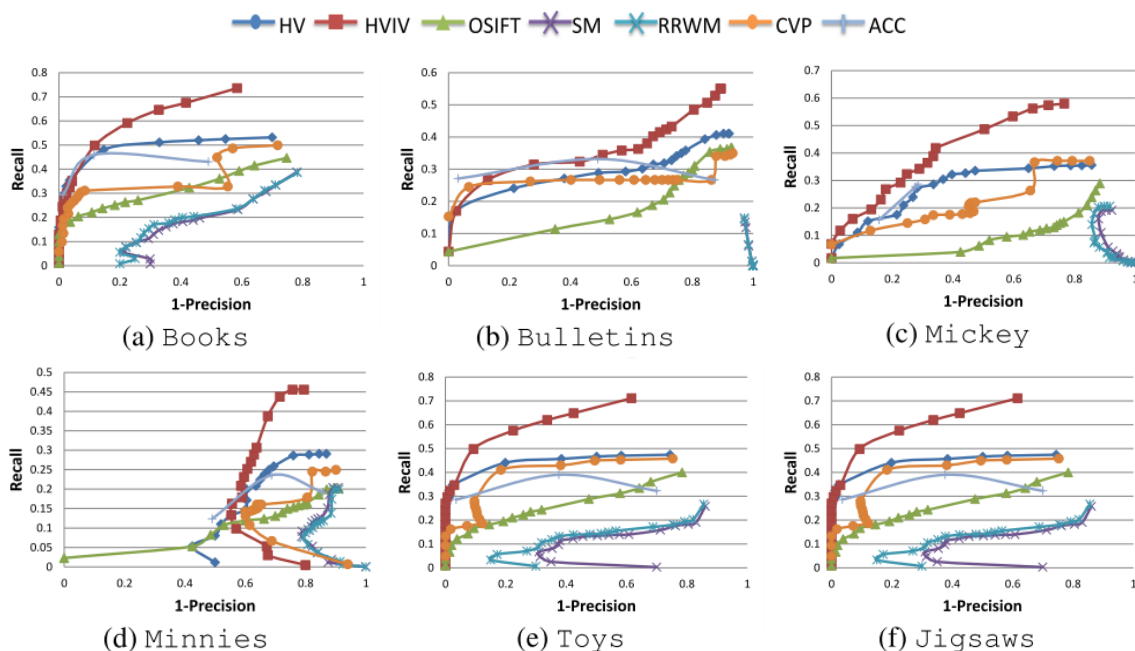 HV HVIV OSIFT SM RRWM CVP ACC
0.8
0.7
0.6
0.5
0.4
0.3
0.2
0.1
0
Recall
0 0.2 0.4 0.6 0.8 1
1-Precision
(a) Books
0.6
0.5
0.4
0.3
0.2
0.1
0
Recall
0 0.2 0.4 0.6 0.8 1
1-Precision
(b) Bulletins
0.7
0.6
0.5
0.4
0.3
0.2
0.1
0
Recall
0 0.2 0.4 0.6 0.8 1
1-Precision
(c) Mickey
0.5
0.45
0.4
0.35
0.3
0.25
0.2
0.15
0.1
0.05
0
Recall
0 0.2 0.4 0.6 0.8 1
1-Precision
(d) Minnies
0.8
0.7
0.6
0.5
0.4
0.3
0.2
0.1
0
Recall
0 0.2 0.4 0.6 0.8 1
1-Precision
(e) Toys
0.8
0.7
0.6
0.5
0.4
0.3
0.2
0.1
0
Recall
0 0.2 0.4 0.6 0.8 1
1-Precision
(f) Jigsaws